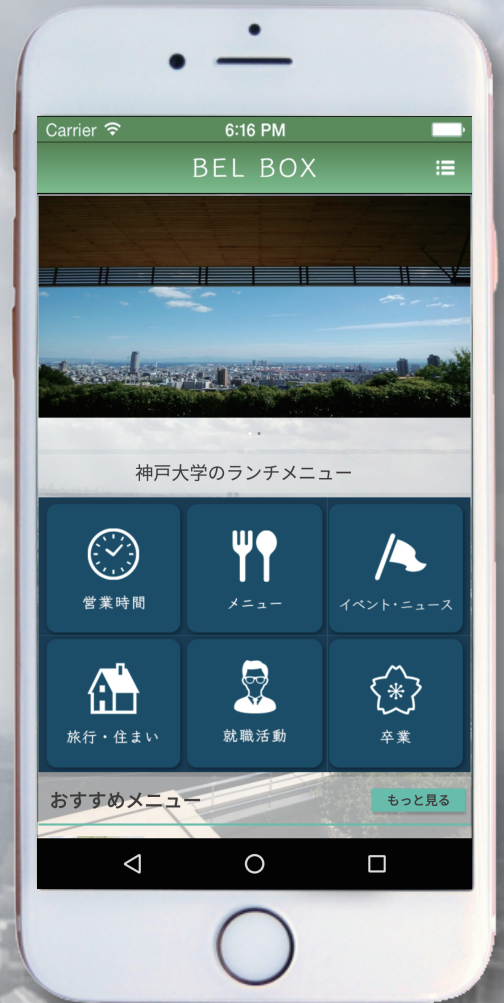 Carrier 6:16 PM
BEL BOX
神戸大学のランチメニュー
営業時間 メニュー イベント・ニュース
旅行・住まい 就職活動 卒業
おすすめメニュー もっと見る